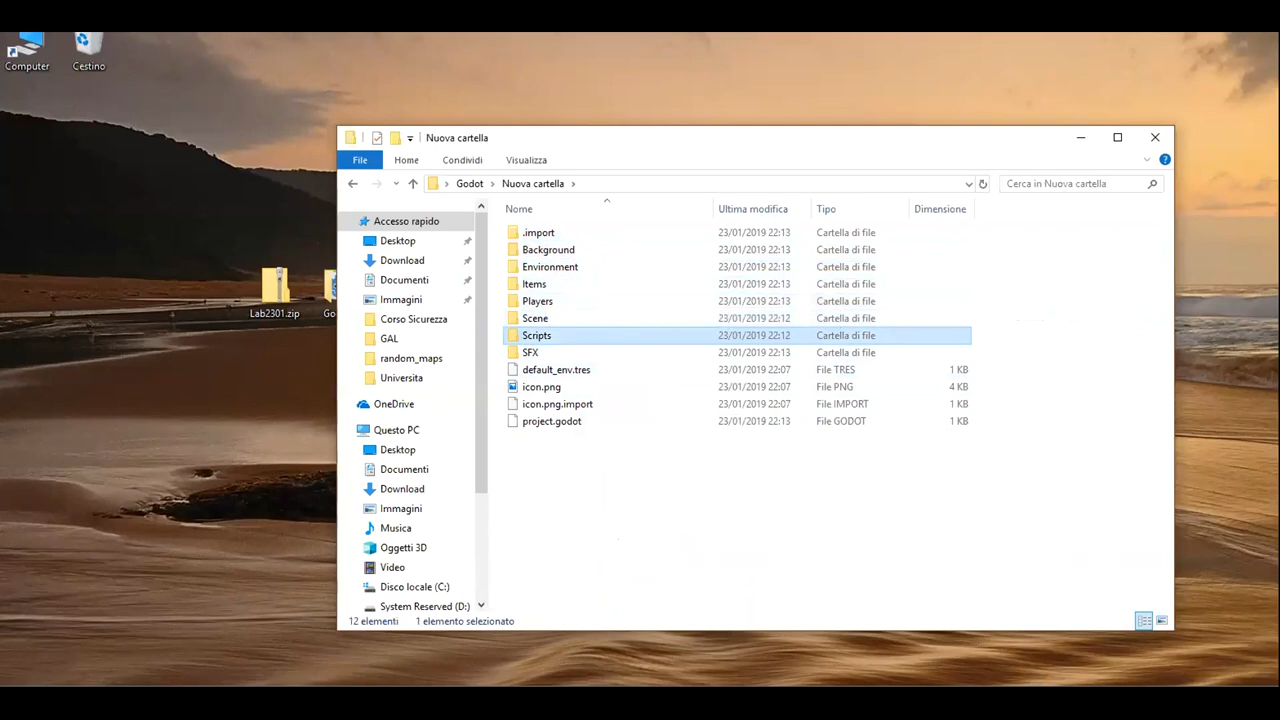 Computer
Cestino
Lab2301.zip
Go
Nuova cartella
File
Home
Condividi
Visualizza
Godot
Nuova cartella
Cerca in Nuova cartella
Nome
Ultima modifica
Tipo
Dimensione
Accesso rapido
Desktop
Download
Documenti
Immagini
Corso Sicurezza
GAL
random_maps
Universita
OneDrive
Questo PC
Desktop
Documenti
Download
Immagini
Musica
Oggetti 3D
Video
Disco locale (C:)
System Reserved (D:)
.import 23/01/2019 22:13 Cartella di file
Background 23/01/2019 22:13 Cartella di file
Environment 23/01/2019 22:13 Cartella di file
Items 23/01/2019 22:13 Cartella di file
Players 23/01/2019 22:13 Cartella di file
Scene 23/01/2019 22:12 Cartella di file
Scripts 23/01/2019 22:12 Cartella di file
SFX 23/01/2019 22:13 Cartella di file
default_env.tres 23/01/2019 22:07 File TRES 1 KB
icon.png 23/01/2019 22:07 File PNG 4 KB
icon.png.import 23/01/2019 22:07 File IMPORT 1 KB
project.godot 23/01/2019 22:13 File GODOT 1 KB
12 elementi
1 elemento selezionato